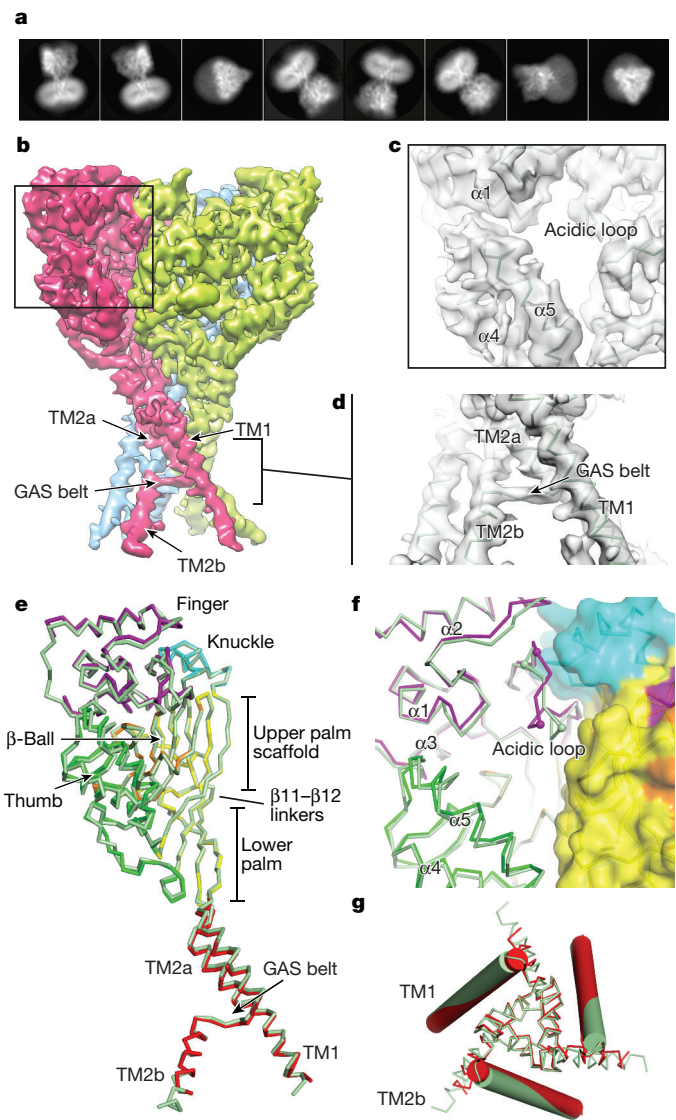 a
b
c
α1
Acidic loop
α5
α4
TM2a
TM1
GAS belt
TM2b
d
TM2a
GAS belt
TM1
TM2b
e
Finger
Knuckle
β-Ball
Upper palm
scaffold
Thumb
β11–β12
linkers
Lower
palm
TM2a
GAS belt
TM1
TM2b
f
α2
α1
Acidic loop
α3
α5
α4
g
TM1
TM2b